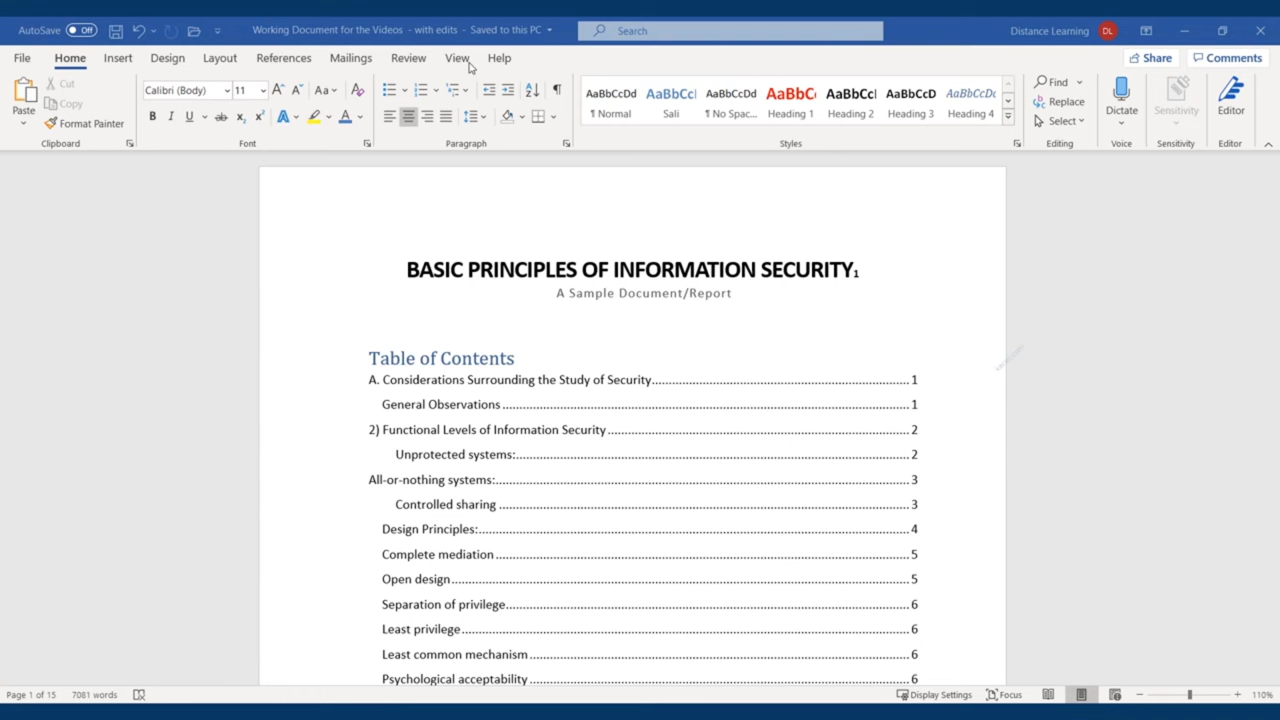 AutoSave Off Working Document for the Videos - with edits - Saved to this PC Search Distance Learning DL
File Home Insert Design Layout References Mailings Review View Help Share Comments
Paste Cut Copy Format Painter Clipboard
Calibri (Body) 11 A A Aa A
B I U ab x₂ x² A A Font
Paragraph
AaBbCcDd AaBbCcI AaBbCcDd AaBbC AaBbCcI AaBbCcD AaBbCcDc
¶ Normal Sali ¶ No Spac... Heading 1 Heading 2 Heading 3 Heading 4
Styles
Find Replace Select Editing
Dictate Voice
Sensitivity Sensitivity
Editor Editor
BASIC PRINCIPLES OF INFORMATION SECURITY1
A Sample Document/Report
Table of Contents
A. Considerations Surrounding the Study of Security 1
General Observations 1
2) Functional Levels of Information Security 2
Unprotected systems: 2
All-or-nothing systems: 3
Controlled sharing 3
Design Principles: 4
Complete mediation 5
Open design 5
Separation of privilege 6
Least privilege 6
Least common mechanism 6
Psychological acceptability 6
Page 1 of 15 7081 words Display Settings Focus 110%